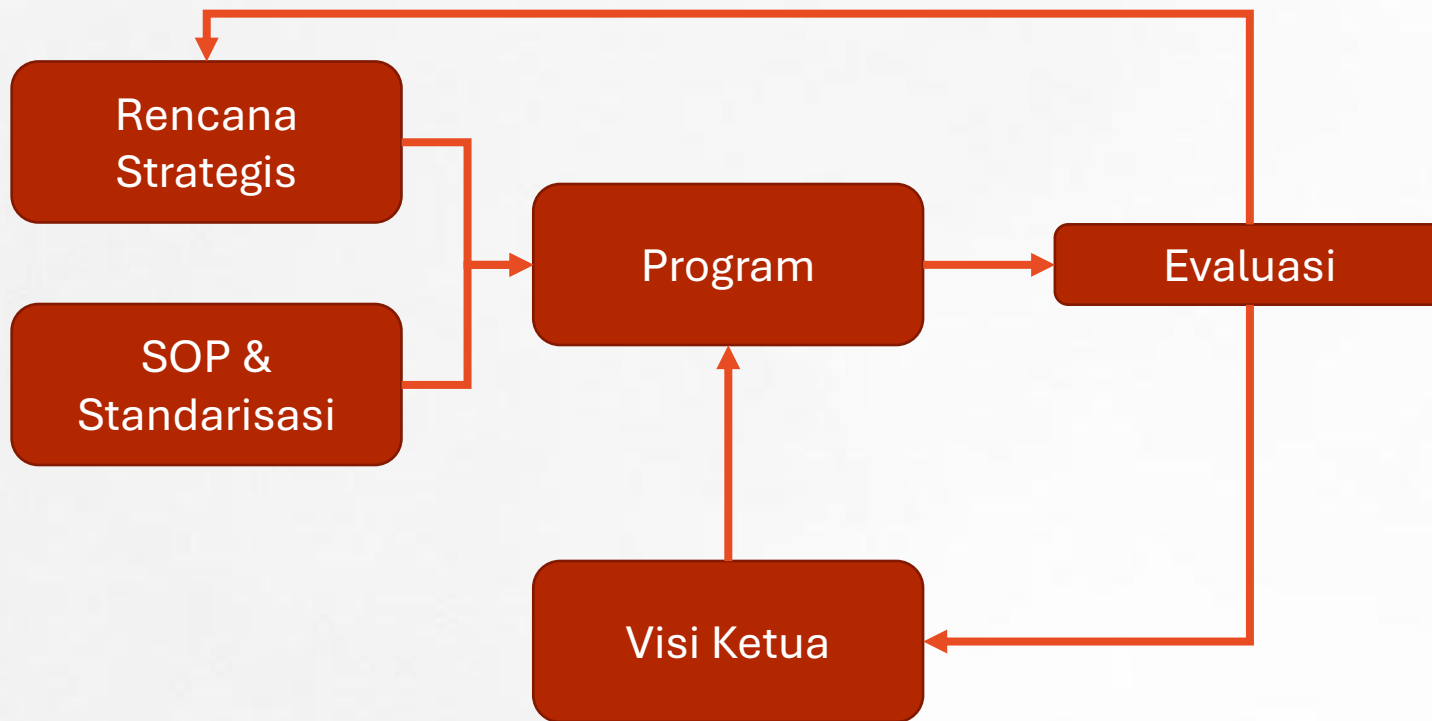 Rencana
Strategis
SOP &
Standarisasi
Program
Evaluasi
Visi Ketua